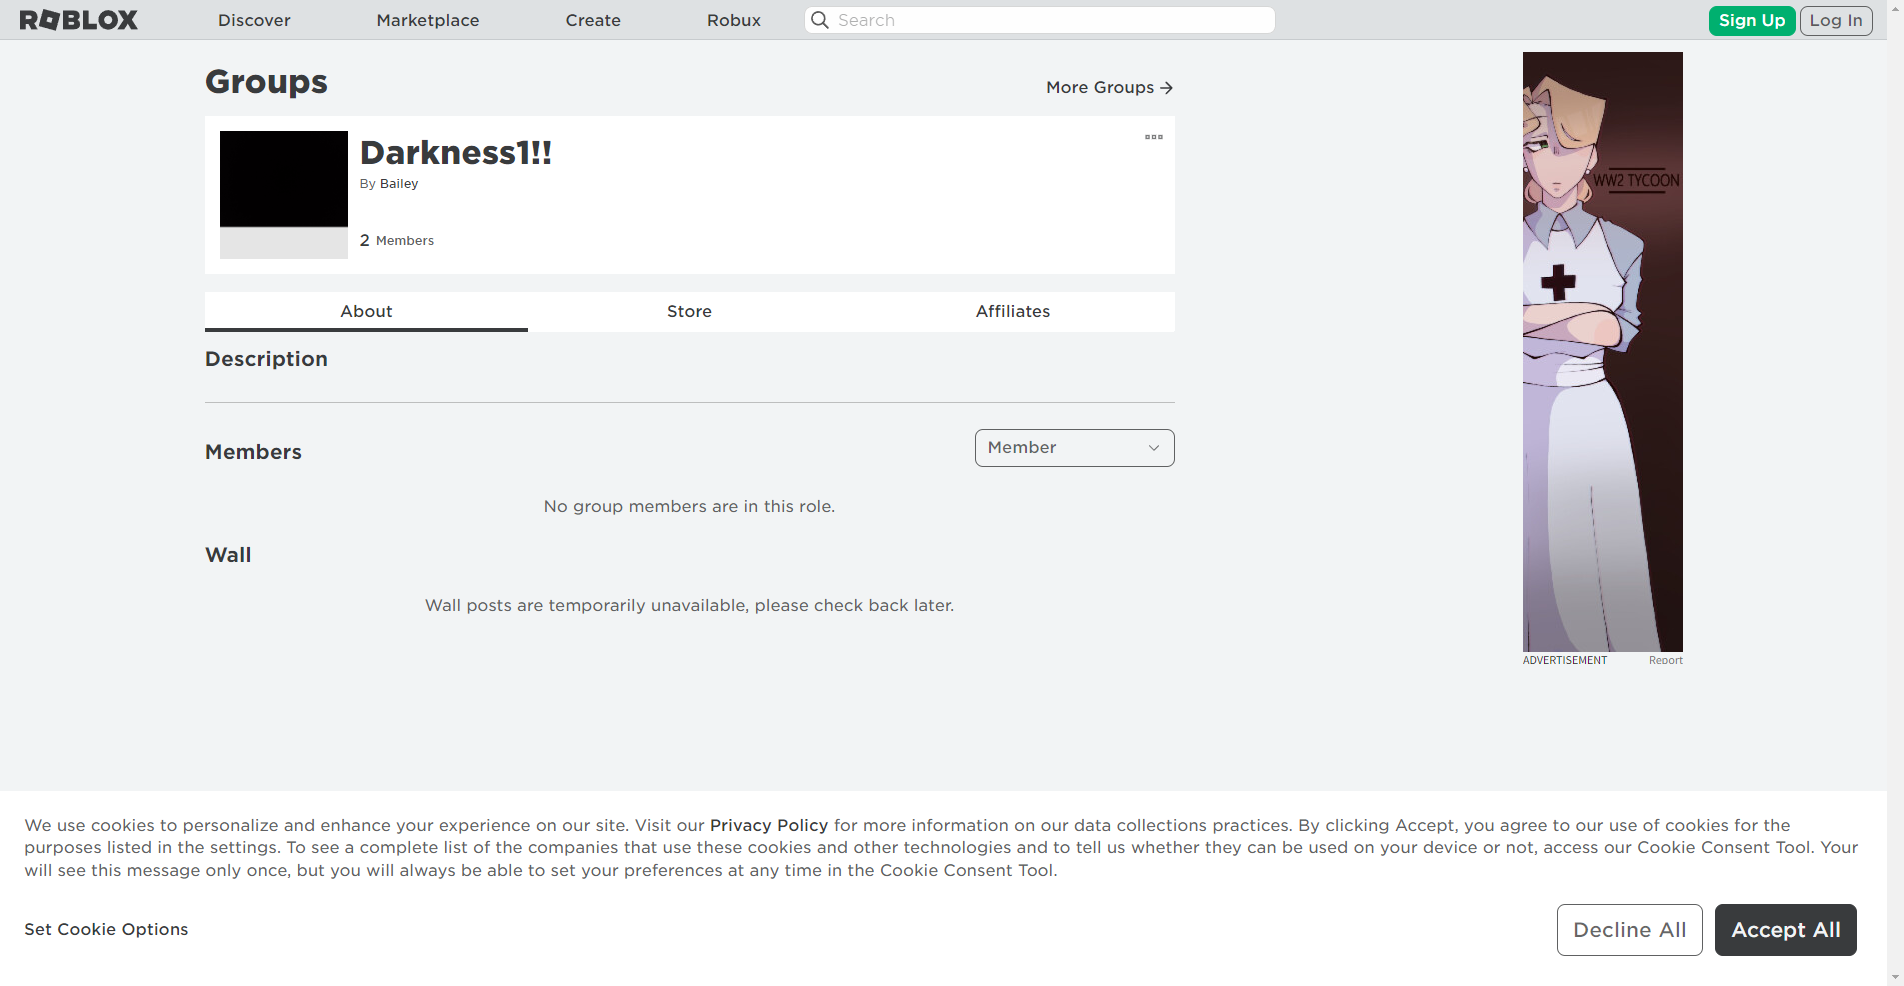 ROBLOX
Discover
Marketplace
Create
Robux
Search
Sign Up
Log In
Groups
More Groups →
Darkness1!!
By Bailey
2 Members
About
Store
Affiliates
Description
Members
Member
No group members are in this role.
Wall
Wall posts are temporarily unavailable, please check back later.
WW2 TYCOON
ADVERTISEMENT
Report
We use cookies to personalize and enhance your experience on our site. Visit our Privacy Policy for more information on our data collections practices. By clicking Accept, you agree to our use of cookies for the
purposes listed in the settings. To see a complete list of the companies that use these cookies and other technologies and to tell us whether they can be used on your device or not, access our Cookie Consent Tool. Your
will see this message only once, but you will always be able to set your preferences at any time in the Cookie Consent Tool.
Set Cookie Options
Decline All
Accept All